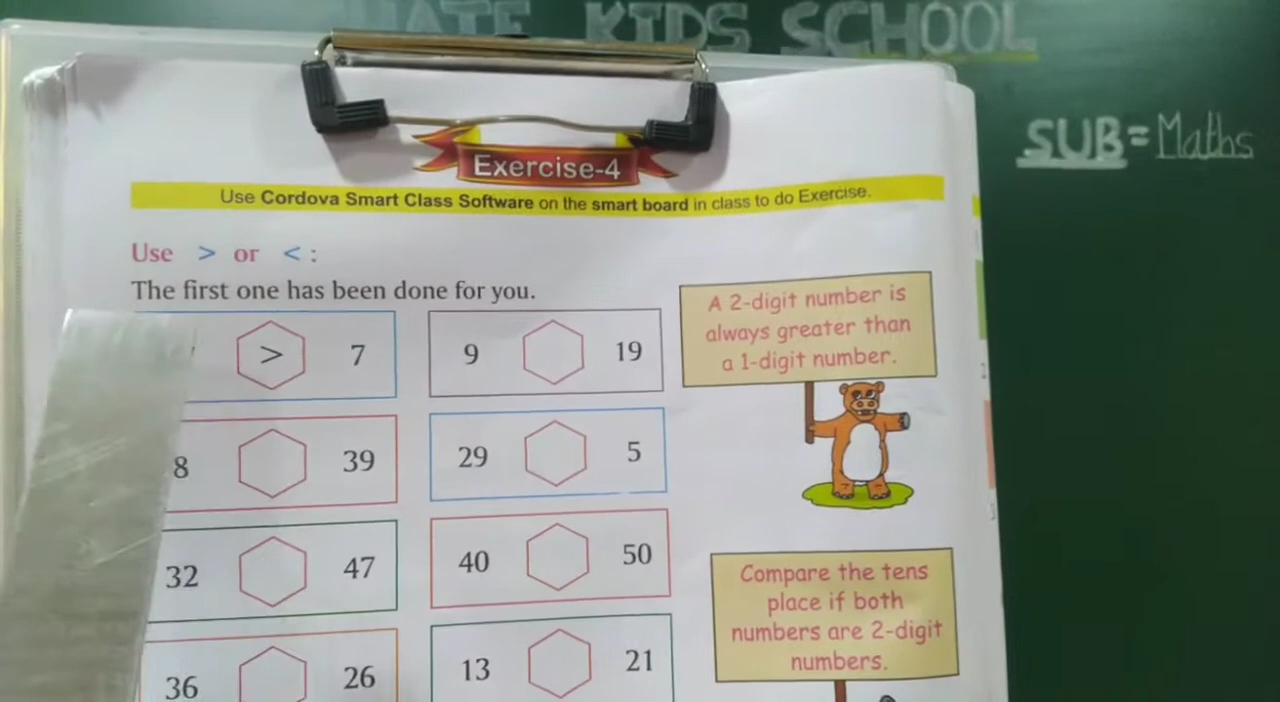 KIDS SCHOOL
SUB = Maths
Exercise-4
Use Cordova Smart Class Software on the smart board in class to do Exercise.
Use > or < :
The first one has been done for you.
> 7
9 19
A 2-digit number is
always greater than
a 1-digit number.
8 39
29 5
32 47
40 50
Compare the tens
place if both
numbers are 2-digit
numbers.
36 26
13 21